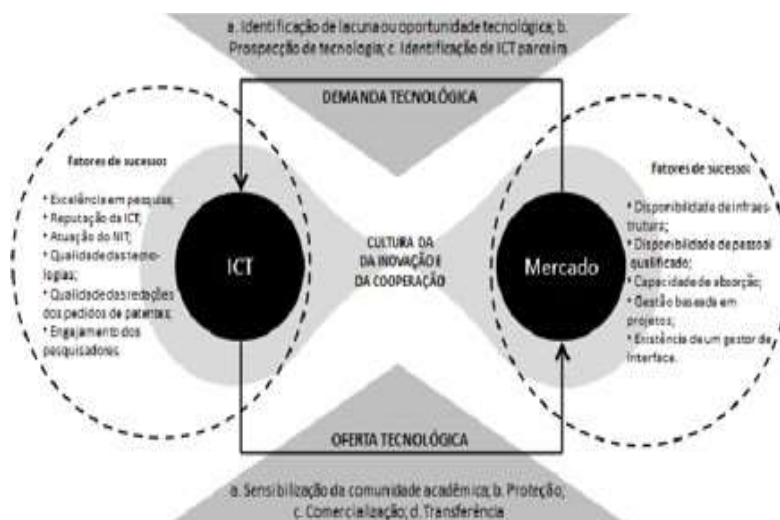 a. Identificação de lacuna ou oportunidade tecnológica; b.
Prospecção de tecnologia; c. Identificação de ICT parceira
DEMANDA TECNOLÓGICA
Fatores de sucessos
• Excelência em pesquisa;
• Reputação da ICT;
• Atuação do NIT;
• Qualidade das tecno-
logias;
• Qualidade das redações
dos pedidos de patentes;
• Engajamento dos
pesquisadores
ICT
CULTURA DA
DA INOVAÇÃO E
DA COOPERAÇÃO
Mercado
Fatores de sucessos
• Disponibilidade de infraes-
trutura;
• Disponibilidade de pessoal
qualificado;
• Capacidade de absorção;
• Gestão baseada em
projetos;
• Existência de um gestor de
interface.
OFERTA TECNOLÓGICA
a. Sensibilização da comunidade acadêmica; b. Proteção;
c. Comercialização; d. Transferência